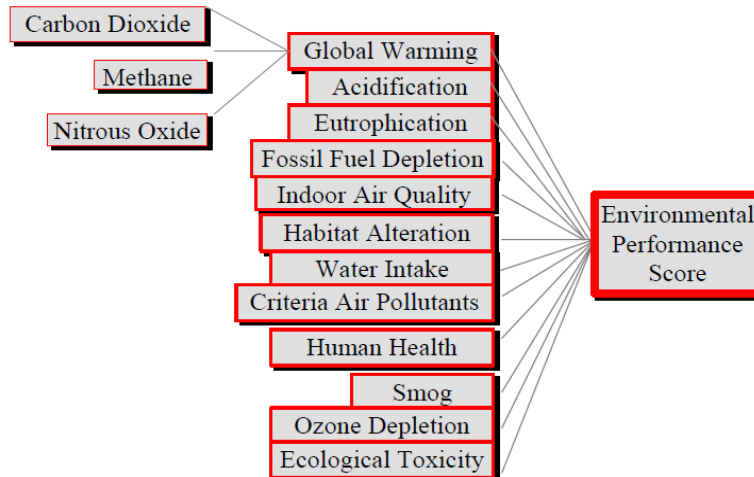 Carbon Dioxide
Methane
Nitrous Oxide
Global Warming
Acidification
Eutrophication
Fossil Fuel Depletion
Indoor Air Quality
Habitat Alteration
Water Intake
Criteria Air Pollutants
Human Health
Smog
Ozone Depletion
Ecological Toxicity
Environmental
Performance
Score